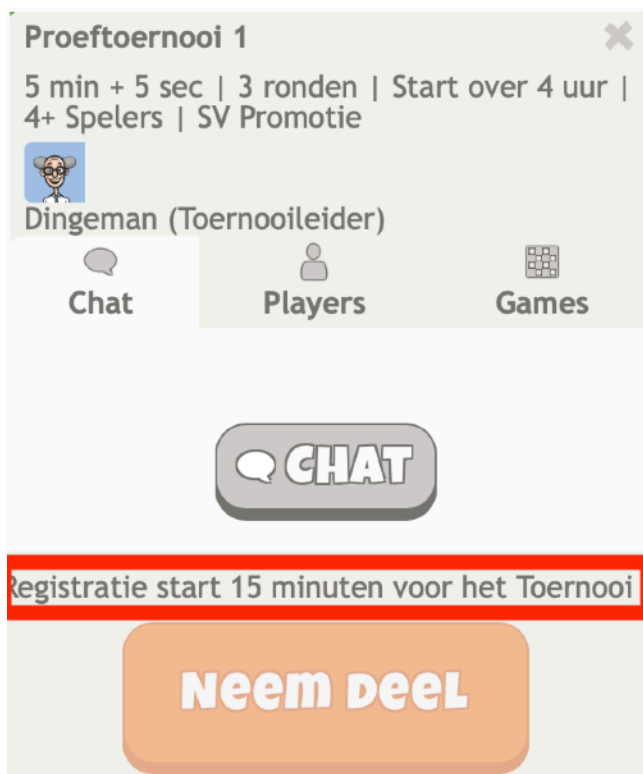 Proeftoernooi 1
5 min + 5 sec | 3 ronden | Start over 4 uur |
4+ Spelers | SV Promotie
Dingeman (Toernooileider)
Chat Players Games
CHAT
Registratie start 15 minuten voor het Toernooi
Neem Deel